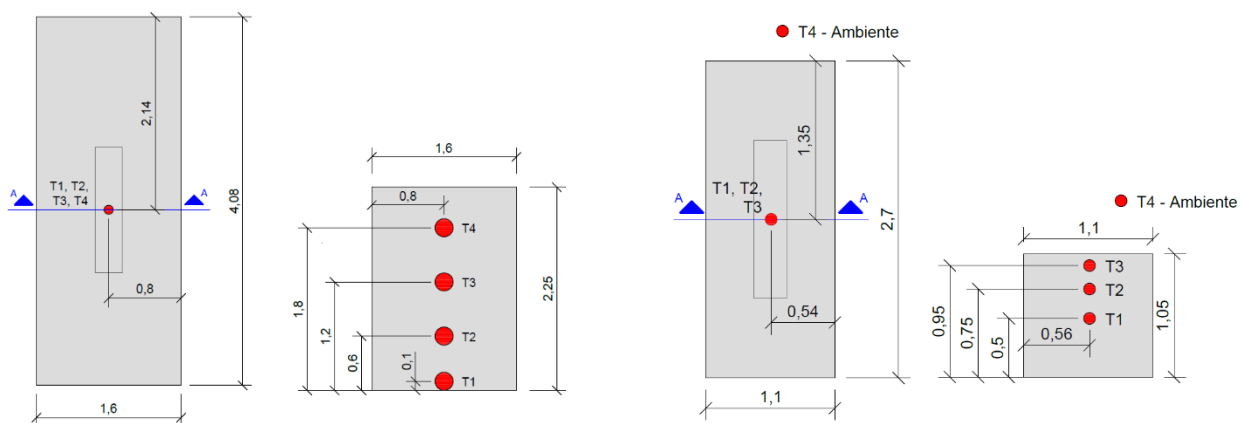 2,14
A
T1, T2,
T3, T4
A
4,08
0,8
1,6
1,6
0,8
T4
T3
T2
T1
1,8
1,2
0,6
0,1
2,25
T4 - Ambiente
1,35
T1, T2,
T3
A
A
2,7
0,54
1,1
T4 - Ambiente
1,1
T3
T2
T1
0,95
0,75
0,5
0,56
1,05